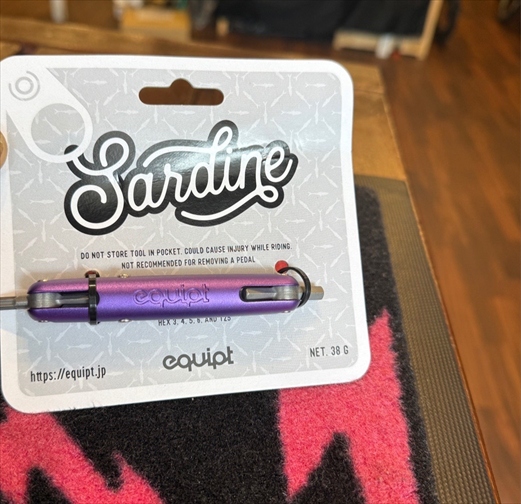 Sardine
DO NOT STORE TOOL IN POCKET. COULD CAUSE INJURY WHILE RIDING.
NOT RECOMMENDED FOR REMOVING A PEDAL
equipt
HEX 3, 4, 5, 6, AND T25
equipt
https://equipt.jp
NET. 38 G